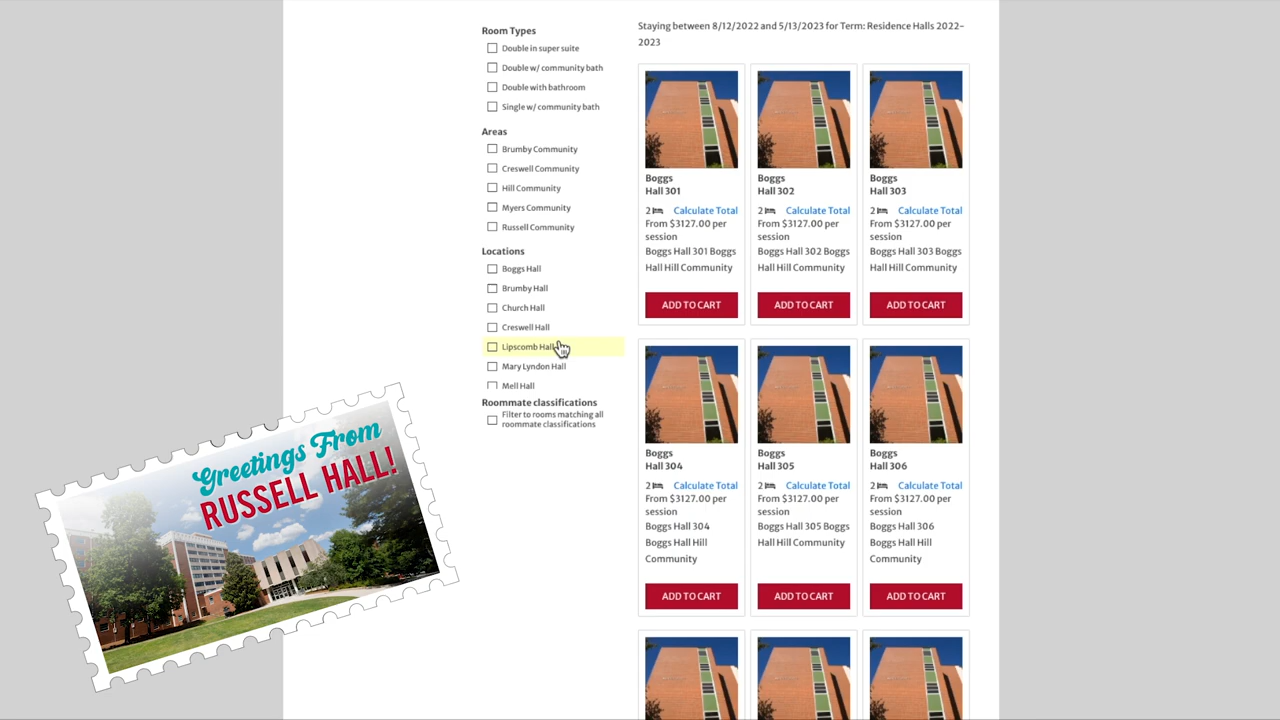 Room Types
Double in super suite
Double w/ community bath
Double with bathroom
Single w/ community bath
Areas
Brumby Community
Creswell Community
Hill Community
Myers Community
Russell Community
Locations
Boggs Hall
Brumby Hall
Church Hall
Creswell Hall
Lipscomb Hall
Mary Lyndon Hall
Mell Hall
Roommate classifications
Filter to rooms matching all
roommate classifications
Staying between 8/12/2022 and 5/13/2023 for Term: Residence Halls 2022-
2023
Boggs
Hall 301
2 Calculate Total
From $3127.00 per
session
Boggs Hall 301 Boggs
Hall Hill Community
ADD TO CART
Boggs
Hall 302
2 Calculate Total
From $3127.00 per
session
Boggs Hall 302 Boggs
Hall Hill Community
ADD TO CART
Boggs
Hall 303
2 Calculate Total
From $3127.00 per
session
Boggs Hall 303 Boggs
Hall Hill Community
ADD TO CART
Boggs
Hall 304
2 Calculate Total
From $3127.00 per
session
Boggs Hall 304
Boggs Hall Hill
Community
ADD TO CART
Boggs
Hall 305
2 Calculate Total
From $3127.00 per
session
Boggs Hall 305 Boggs
Hall Hill Community
ADD TO CART
Boggs
Hall 306
2 Calculate Total
From $3127.00 per
session
Boggs Hall 306
Boggs Hall Hill
Community
ADD TO CART
Greetings From
RUSSELL HALL!